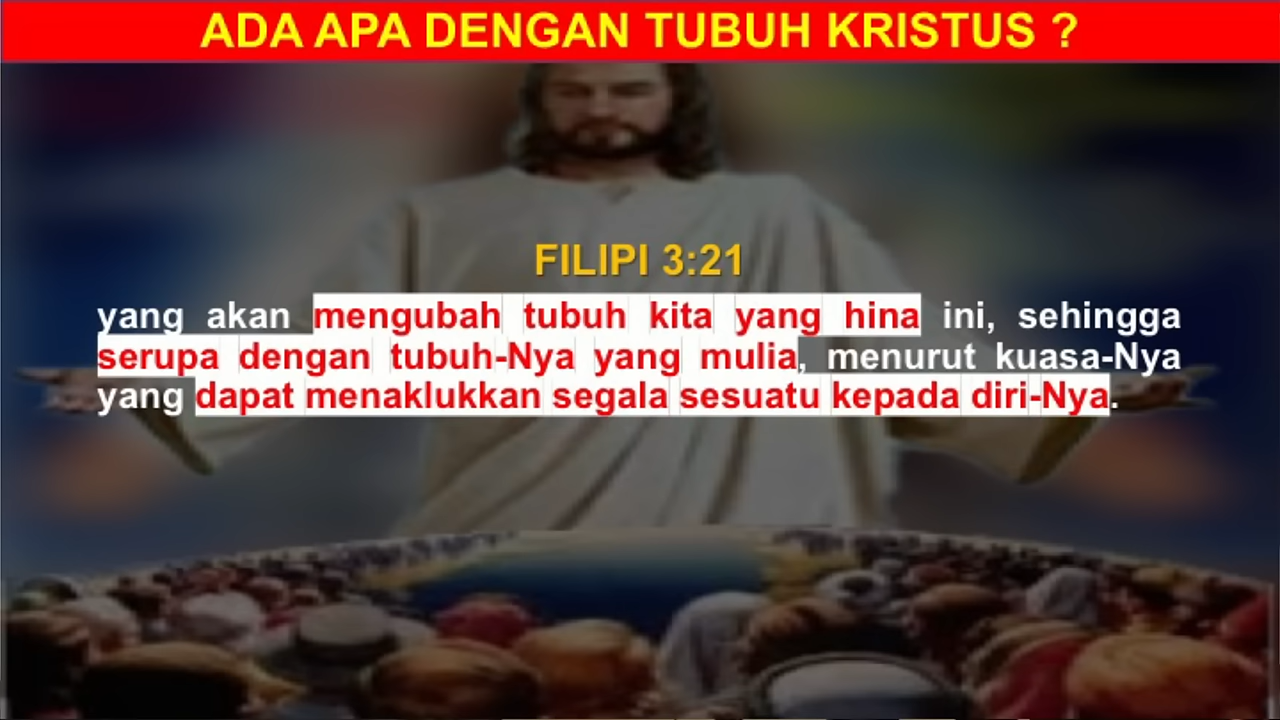 ADA APA DENGAN TUBUH KRISTUS ?
FILIPI 3:21
yang akan mengubah tubuh kita yang hina ini, sehingga
serupa dengan tubuh-Nya yang mulia, menurut kuasa-Nya
yang dapat menaklukkan segala sesuatu kepada diri-Nya.